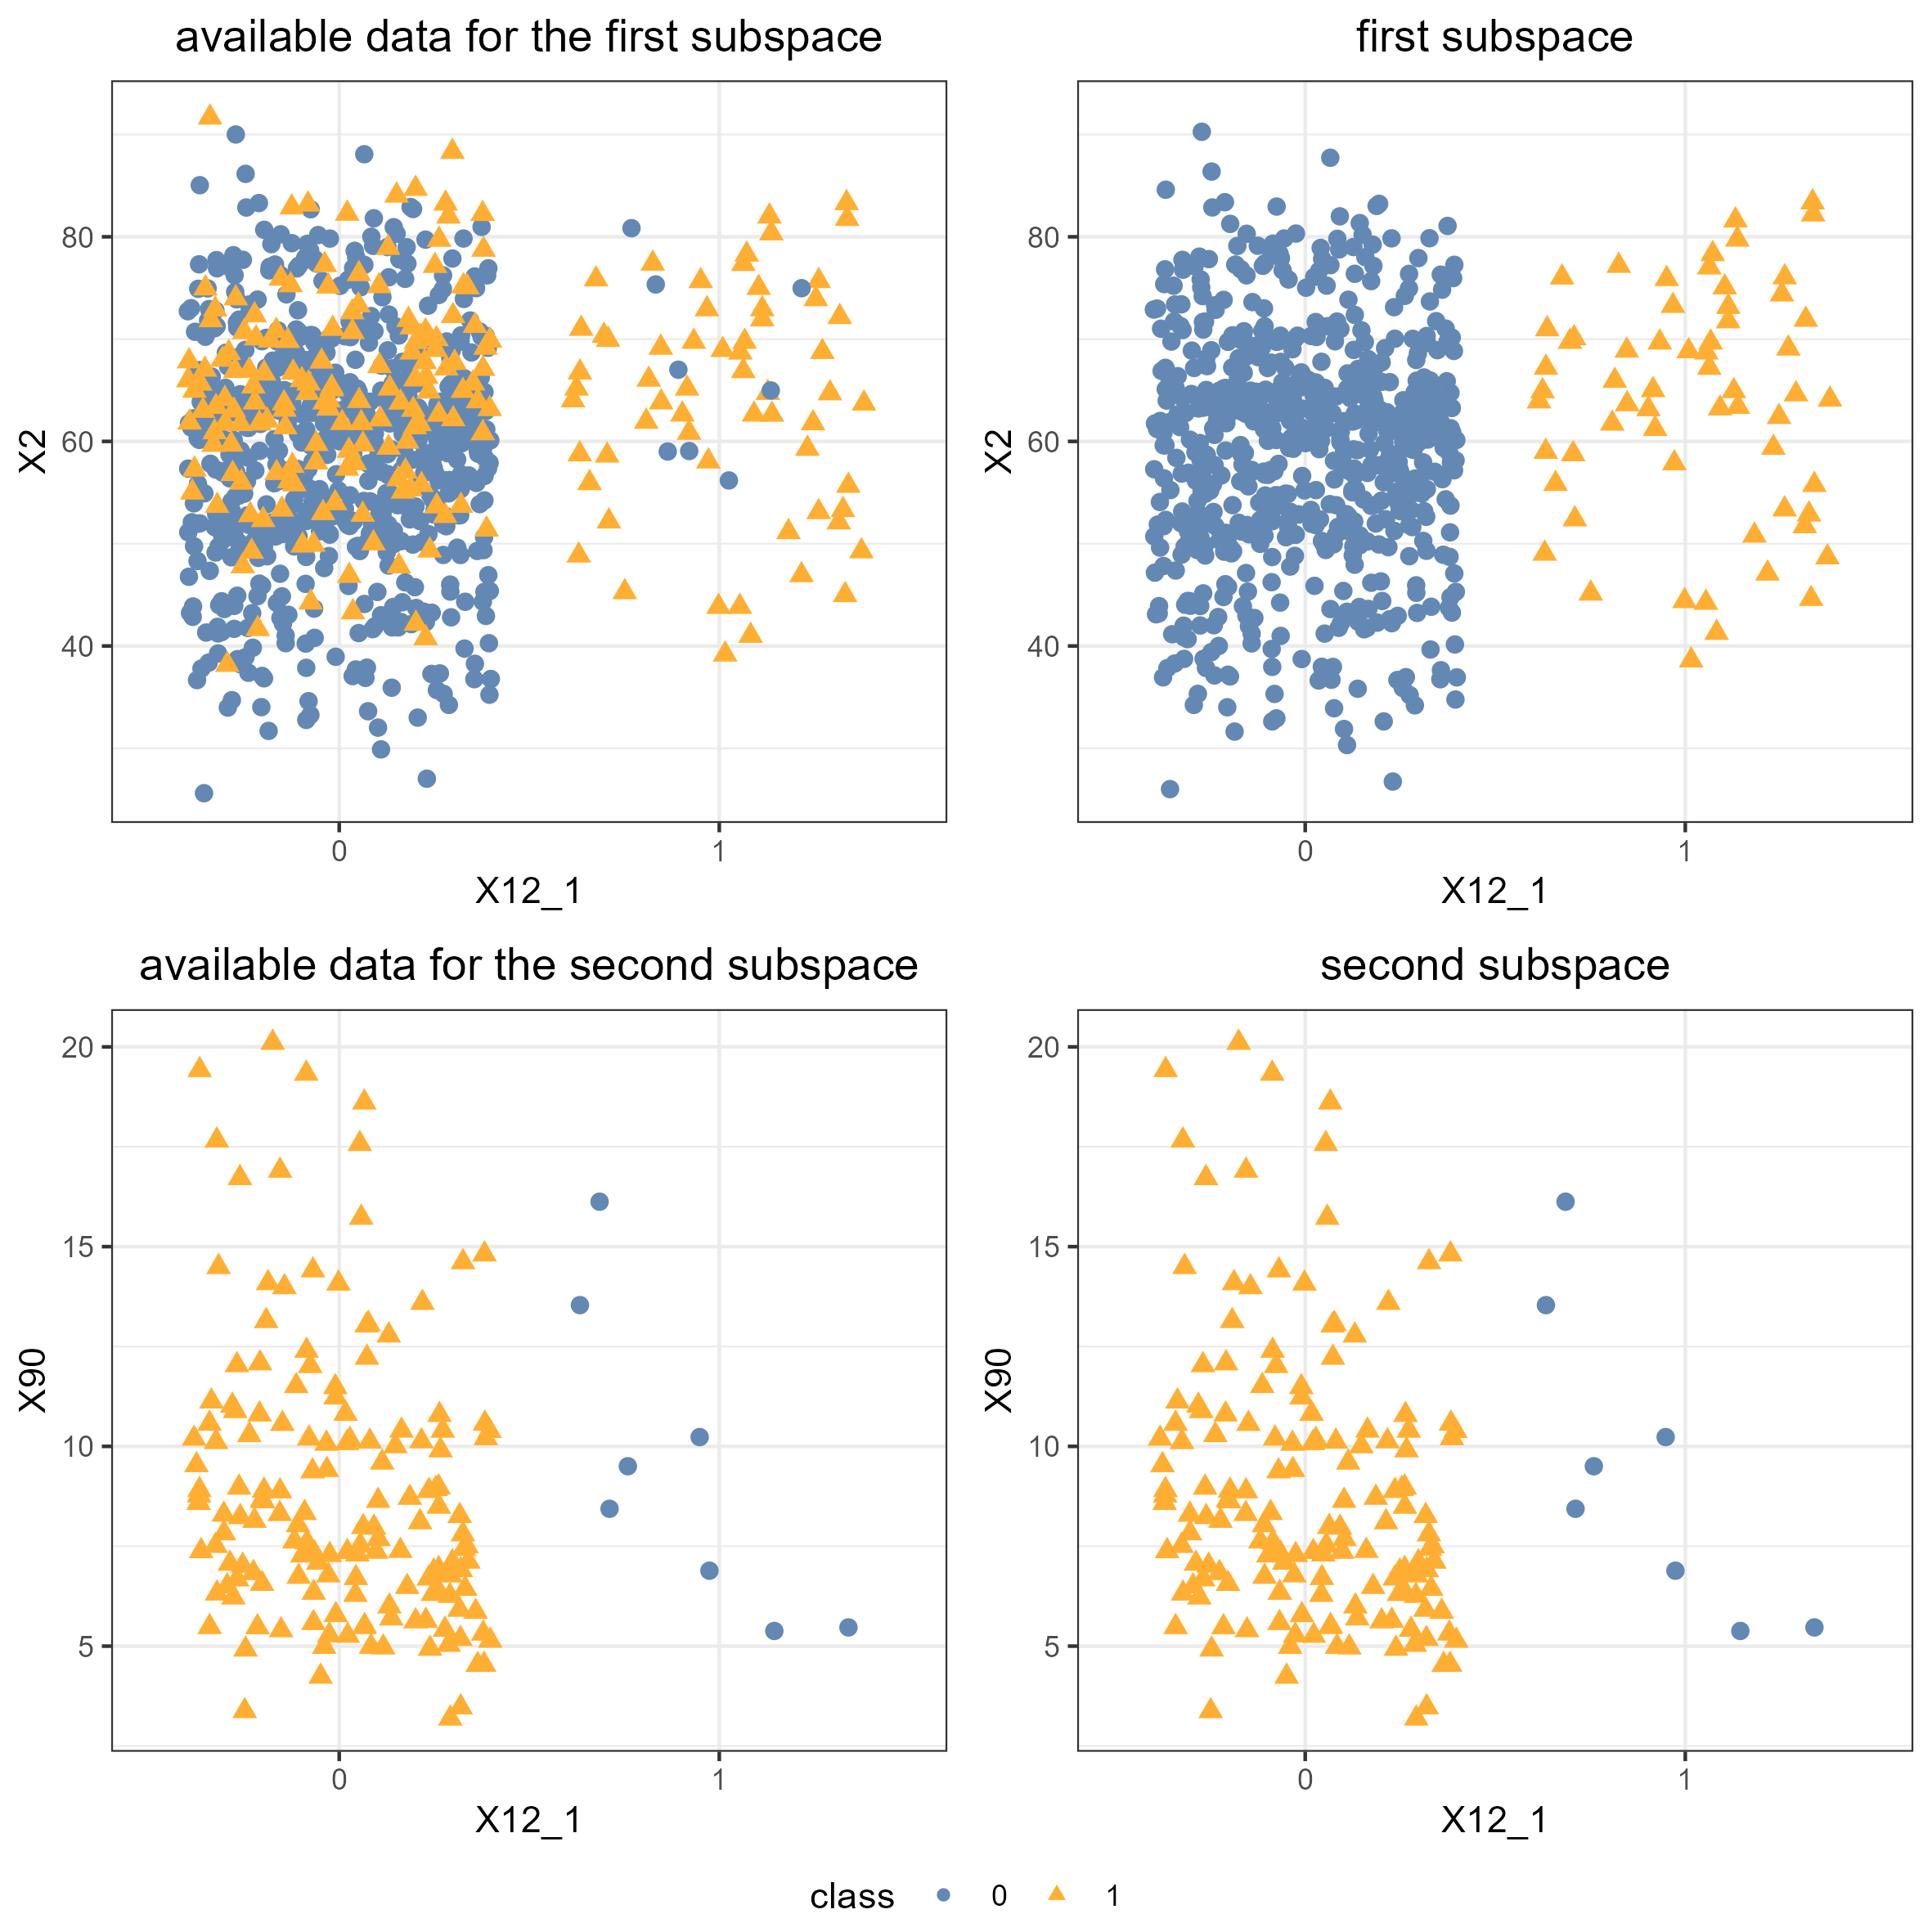 available data for the first subspace
first subspace
80
60
40
X2
0
1
X12_1
80
60
40
X2
0
1
X12_1
available data for the second subspace
second subspace
20
15
10
5
X90
0
1
X12_1
20
15
10
5
X90
0
1
X12_1
class 0 1